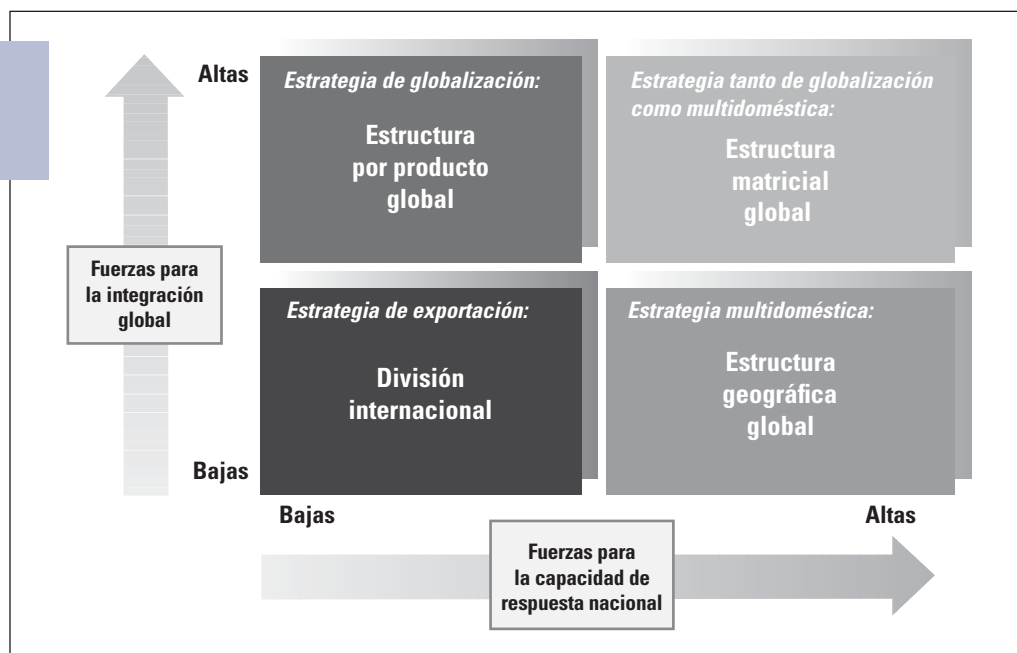 Altas
Estrategia de globalización:
Estructura
por producto
global
Estrategia tanto de globalización
como multidoméstica:
Estructura
matricial
global
Fuerzas para
la integración
global
Estrategia de exportación:
División
internacional
Estrategia multidoméstica:
Estructura
geográfica
global
Bajas
Bajas
Altas
Fuerzas para
la capacidad de
respuesta nacional